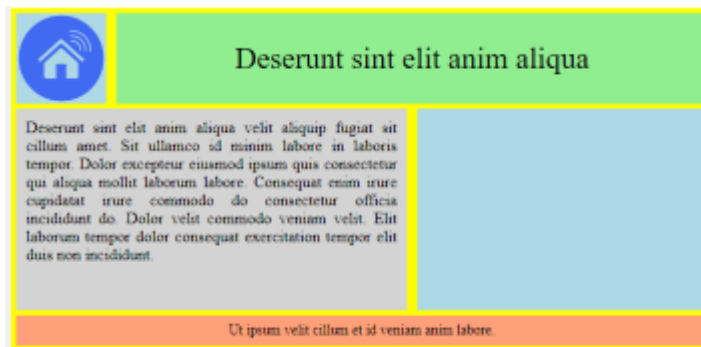 Deserunt sint elit anim aliqua
Deserunt sint elit anim aliqua velit aliquip fugiat sit
cillum amet. Sit ullamco id minim labore in laboris
tempor. Dolor excepteur eiusmod ipsum quis consectetur
qui aliqua mollit laborum labore. Consequat enim irure
cupidatat irure commodo do consectetur officia
incididunt do. Dolor velit commodo veniam velit. Elit
laborum tempor dolor consequat exercitation tempor elit
duis non incididunt.
Ut ipsum velit cillum et id veniam anim labore.